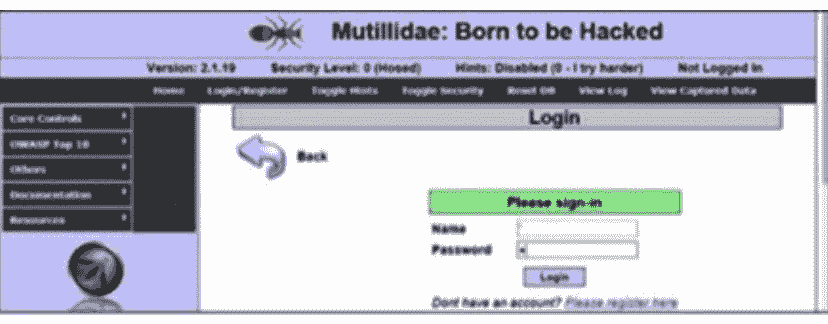 Mutillidae: Born to be Hacked
Version: 2.1.19 Security Level: 0 (Hosed) Hints: Disabled (0 - I try harder) Not Logged In
Home Login/Register Toggle Hints Toggle Security Reset DB View Log View Captured Data
Core Controls
OWASP Top 10
Others
Documentation
Resources
Login
Back
Please sign-in
Name
Password
Login
Dont have an account? Please register here